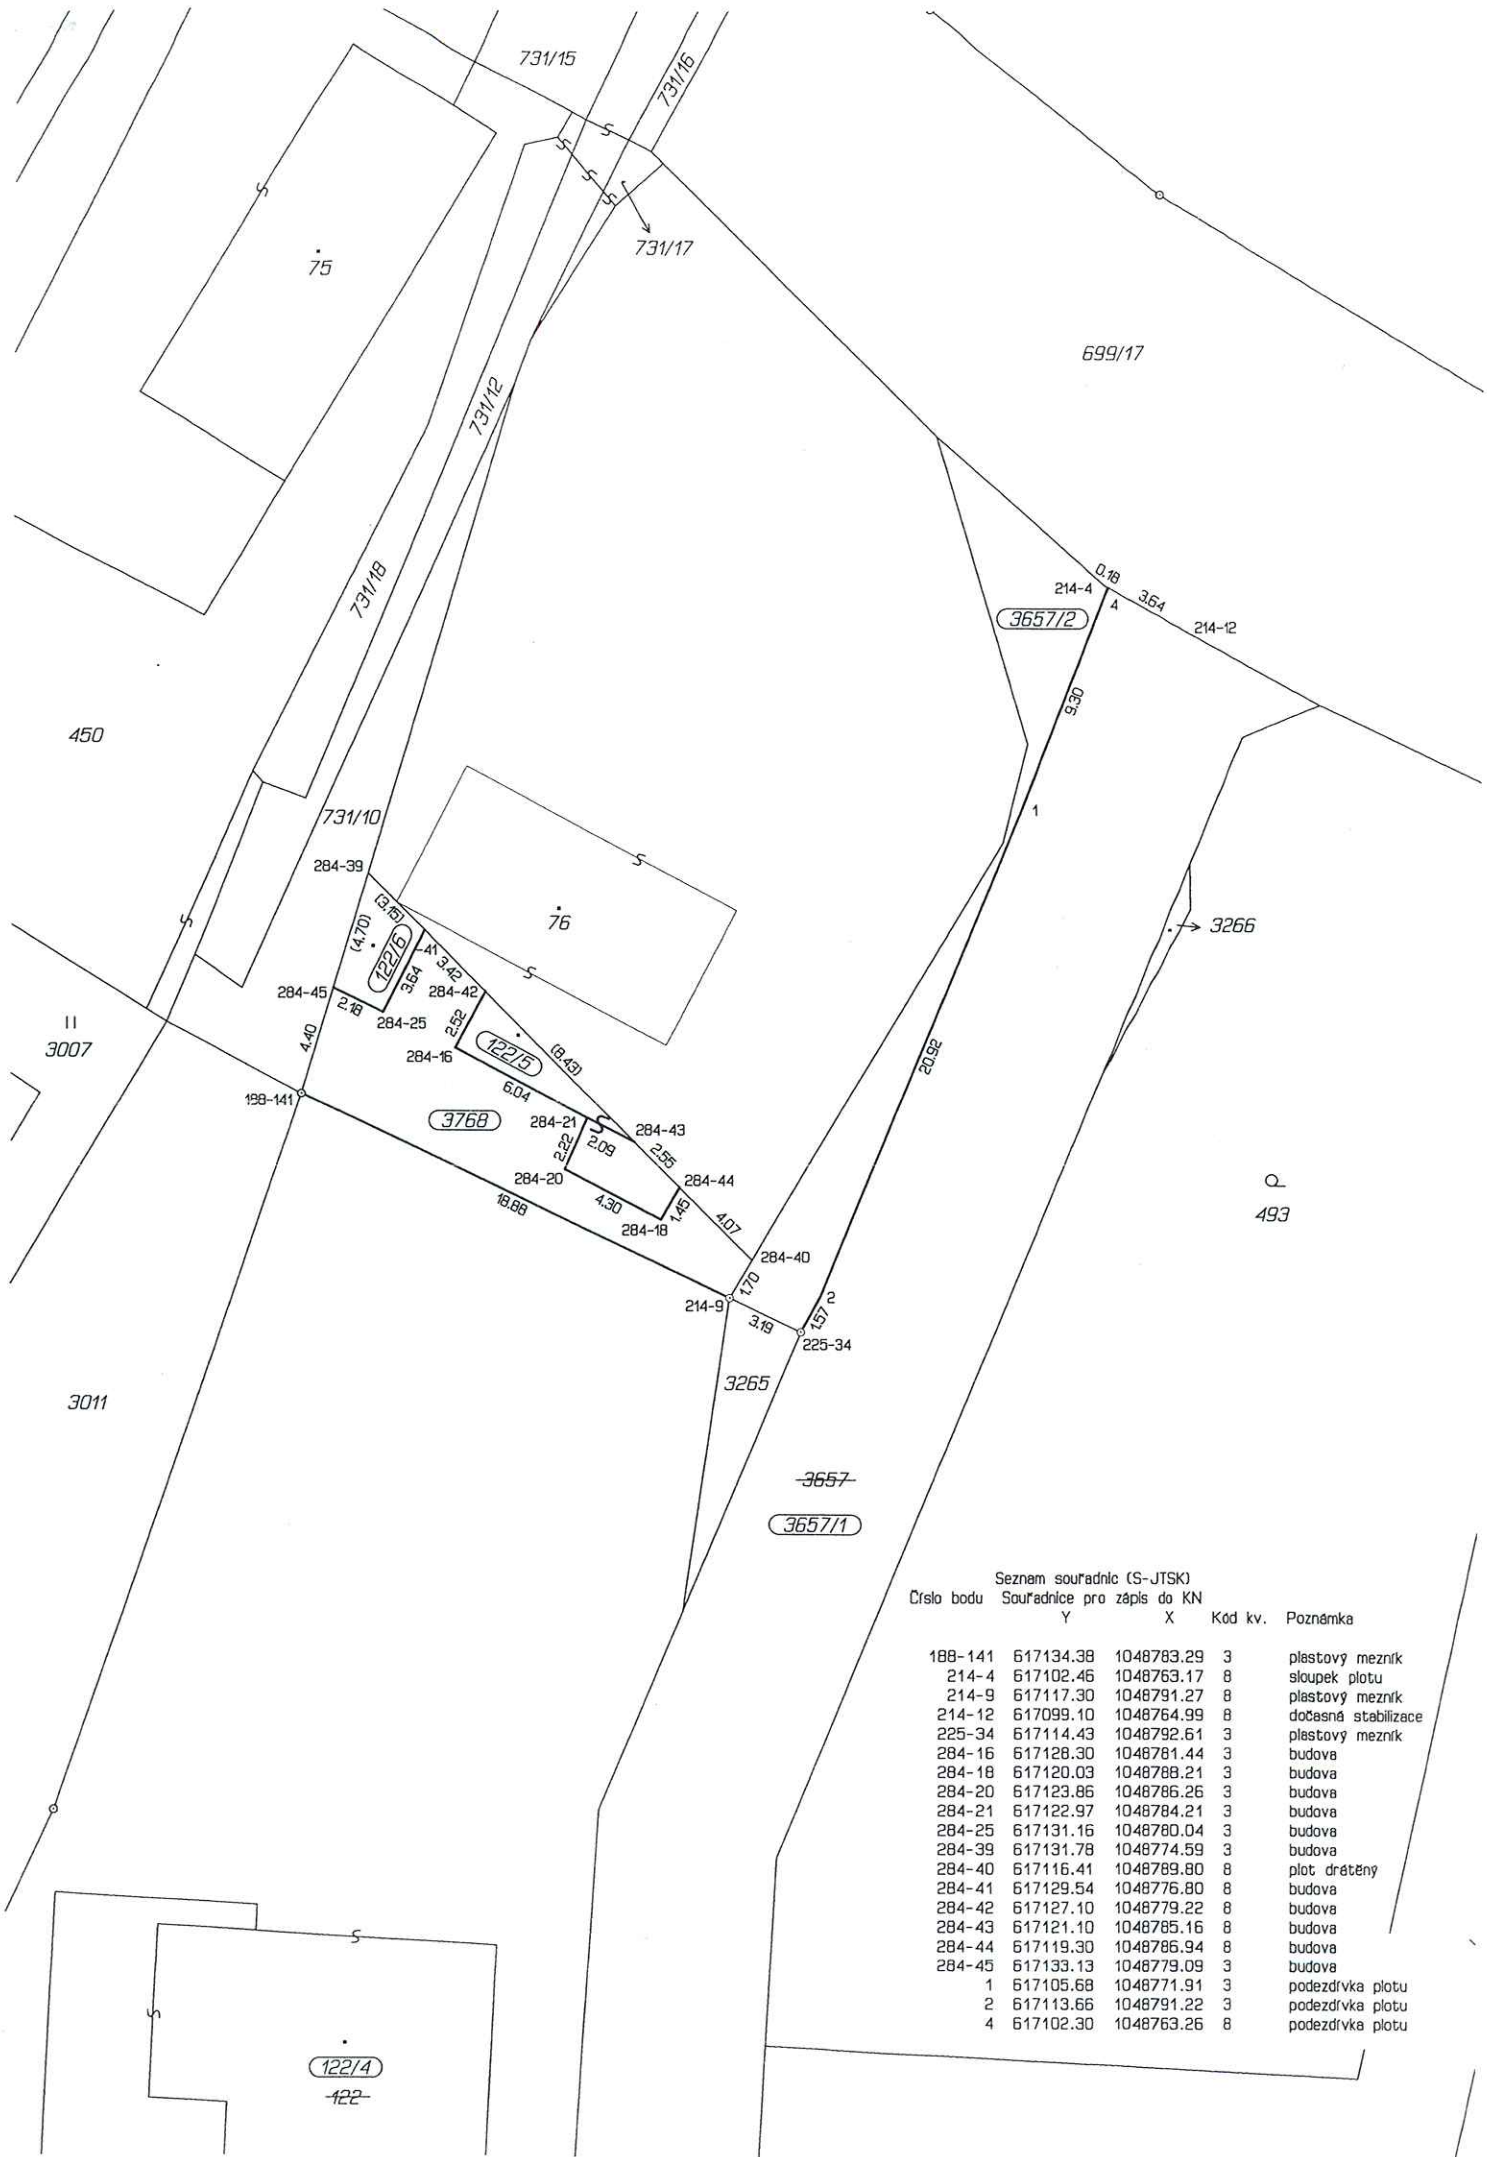 731/15
731/16
731/17
75
699/17
731/12
731/18
214-4
0.18
4
3.64
214-12
3657/2
9.30
450
1
731/10
284-39
(3.15)
76
3266
(4.70)
122/6
-41
3.42
3.64
284-45
284-42
2.18
284-25
2.52
II
3007
4.40
284-16
122/5
(8.43)
20.92
6.04
188-141
3768
284-21
284-43
2.09
2.55
2.22
284-20
284-44
4.30
1.45
493
18.88
284-18
4.07
284-40
1.70
214-9
2
3.19
1.57
225-34
3265
3011
3657
3657/1
Seznam souřadnic (S-JTSK)
Číslo bodu Souřadnice pro zápis do KN
Y X Kód kv. Poznámka
188-141 617134.38 1048783.29 3 plastový mezník
214-4 617102.46 1048763.17 8 sloupek plotu
214-9 617117.30 1048791.27 8 plastový mezník
214-12 617099.10 1048764.99 8 dočasná stabilizace
225-34 617114.43 1048792.61 3 plastový mezník
284-16 617128.30 1048781.44 3 budova
284-18 617120.03 1048788.21 3 budova
284-20 617123.86 1048786.26 3 budova
284-21 617122.97 1048784.21 3 budova
284-25 617131.16 1048780.04 3 budova
284-39 617131.78 1048774.59 3 budova
284-40 617116.41 1048789.80 8 plot drátěný
284-41 617129.54 1048776.80 8 budova
284-42 617127.10 1048779.22 8 budova
284-43 617121.10 1048785.16 8 budova
284-44 617119.30 1048786.94 8 budova
284-45 617133.13 1048779.09 3 budova
1 617105.68 1048771.91 3 podezdívka plotu
2 617113.66 1048791.22 3 podezdívka plotu
4 617102.30 1048763.26 8 podezdívka plotu
122/4
122